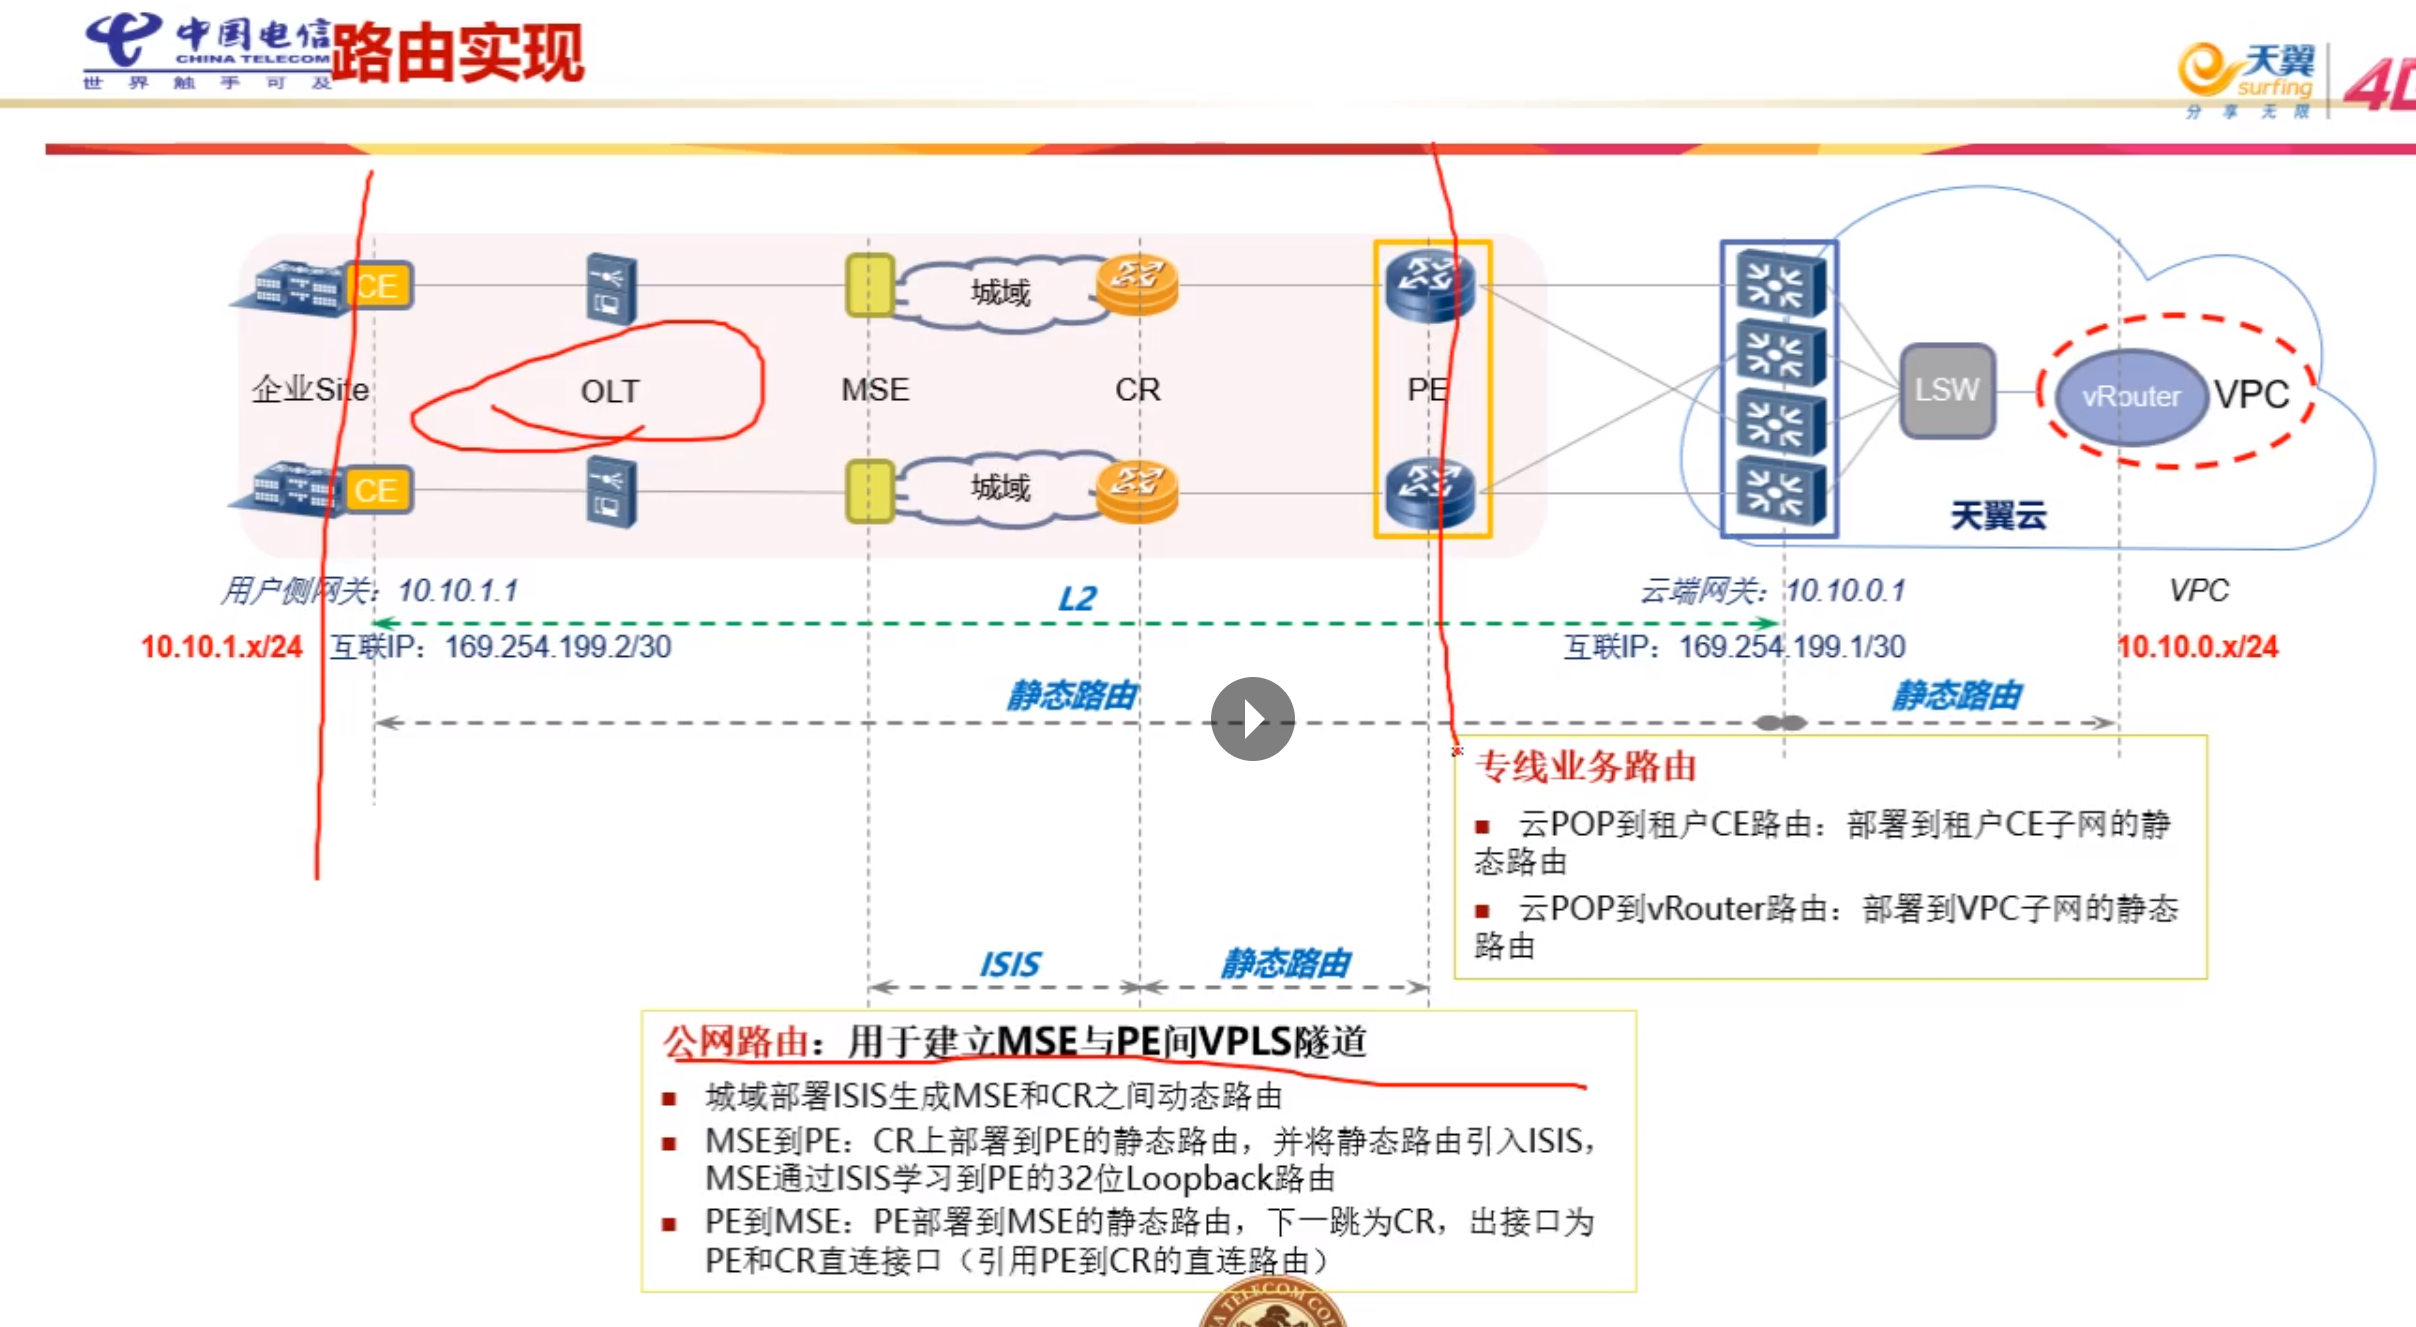 中国电信
CHINA TELECOM
世界触手可及
路由实现
天翼
surfing
分享无限
CE
城域
企业Site
OLT
MSE
CR
PE
LSW
vRouter
VPC
CE
城域
天翼云
用户侧网关：10.10.1.1
L2
云端网关：10.10.0.1
VPC
10.10.1.x/24
互联IP：169.254.199.2/30
互联IP：169.254.199.1/30
10.10.0.x/24
静态路由
静态路由
专线业务路由
云POP到租户CE路由：部署到租户CE子网的静
态路由
云POP到vRouter路由：部署到VPC子网的静态
路由
ISIS
静态路由
公网路由：用于建立MSE与PE间VPLS隧道
城域部署ISIS生成MSE和CR之间动态路由
MSE到PE：CR上部署到PE的静态路由，并将静态路由引入ISIS，
MSE通过ISIS学习到PE的32位Loopback路由
PE到MSE：PE部署到MSE的静态路由，下一跳为CR，出接口为
PE和CR直连接口（引用PE到CR的直连路由）
TELECOM